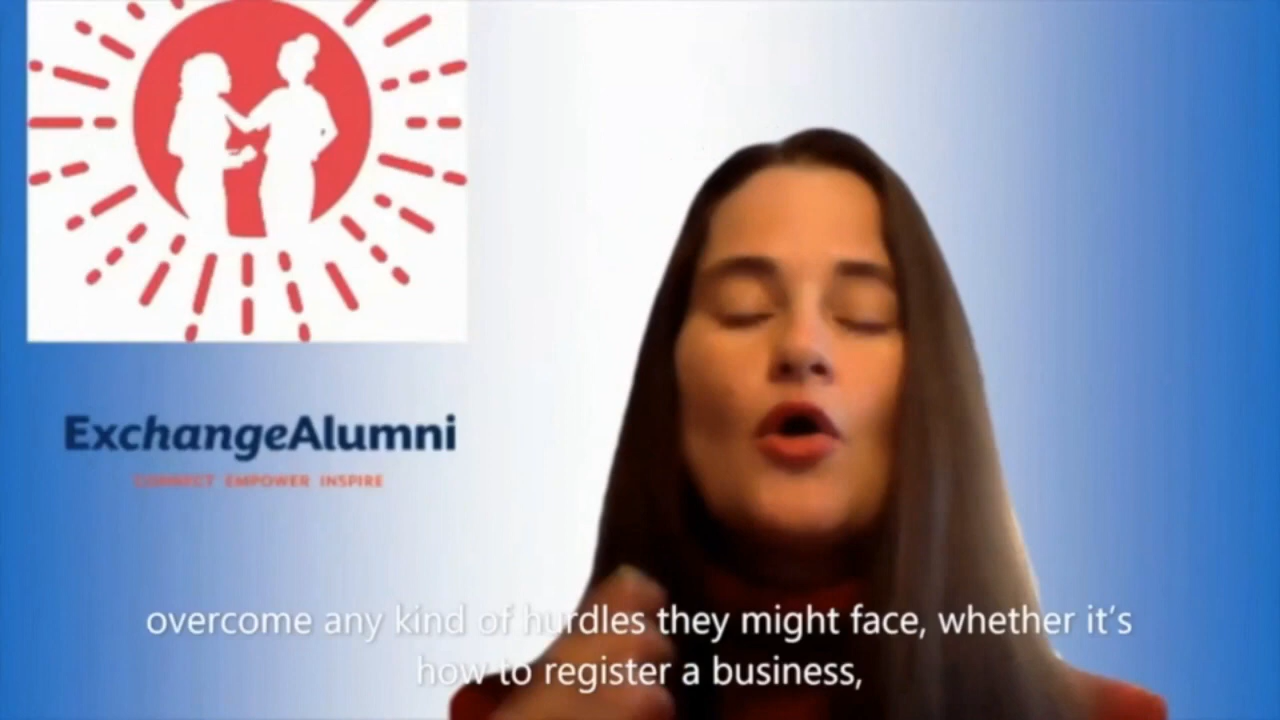 ExchangeAlumni
CONNECT EMPOWER INSPIRE
overcome any kind of hurdles they might face, whether it’s
how to register a business,